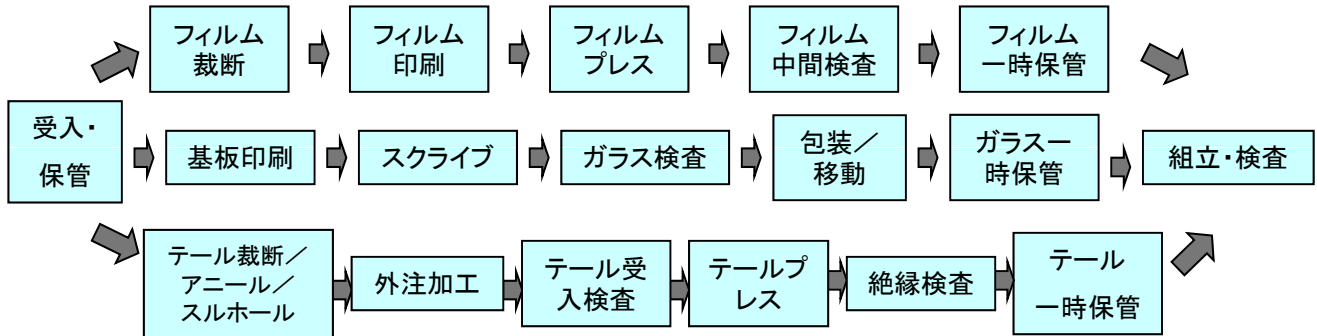 フィルム
裁断
フィルム
印刷
フィルム
プレス
フィルム
中間検査
フィルム
一時保管
受入・
保管
基板印刷
スクライブ
ガラス検査
包装／
移動
ガラス一
時保管
組立・検査
テール裁断／
アニール／
スルホール
外注加工
テール受
入検査
テールプ
レス
絶縁検査
テール
一時保管